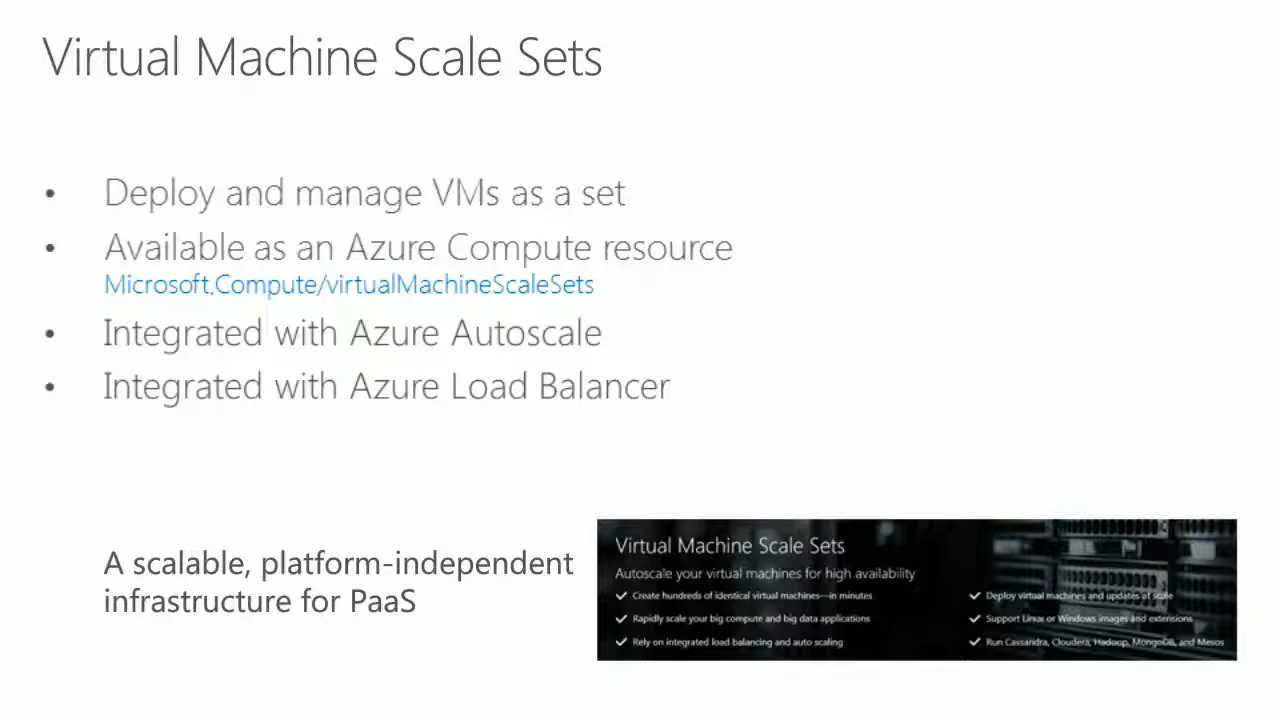 Virtual Machine Scale Sets
• Deploy and manage VMs as a set
• Available as an Azure Compute resource
Microsoft.Compute/virtualMachineScaleSets
• Integrated with Azure Autoscale
• Integrated with Azure Load Balancer
A scalable, platform-independent
infrastructure for PaaS
Virtual Machine Scale Sets
Autoscale your virtual machines for high availability
✓ Create hundreds of identical virtual machines—in minutes
✓ Rapidly scale your big compute and big data applications
✓ Rely on integrated load balancing and auto scaling
✓ Deploy virtual machines and updates at scale
✓ Support Linux or Windows images and extensions
✓ Run Cassandra, Cloudera, Hadoop, MongoDB, and Mesos